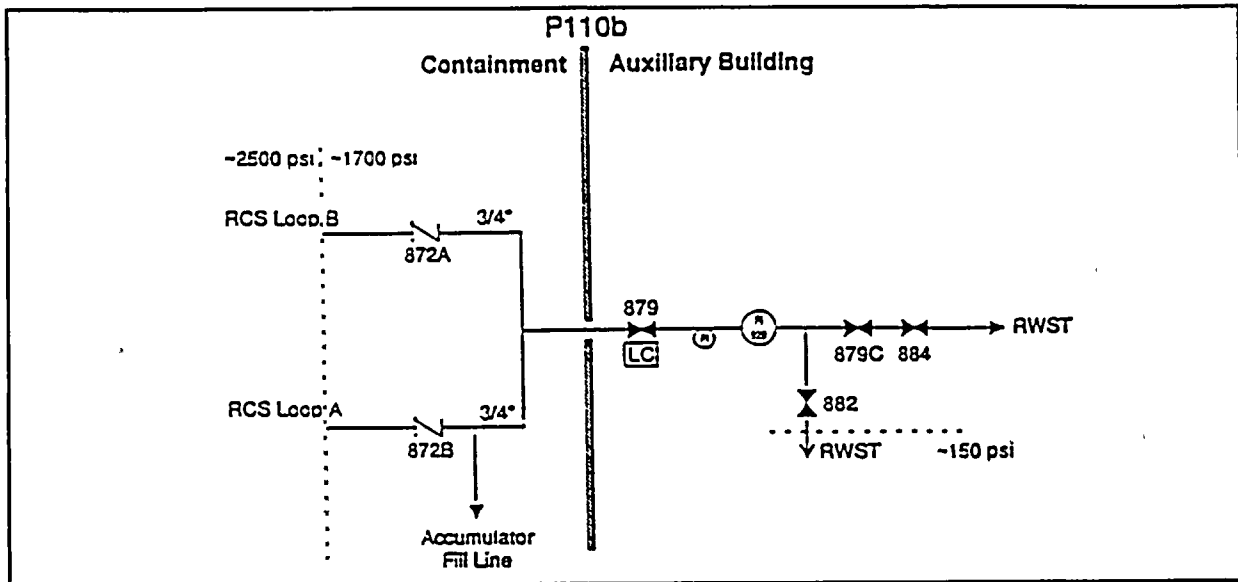 P110b
Containment Auxiliary Building
~2500 psi ~1700 psi
RCS Loop B
3/4"
872A
879
LC
929
RWST
879C
884
882
RCS Loop A
3/4"
872B
RWST
~150 psi
Accumulator
Fill Line